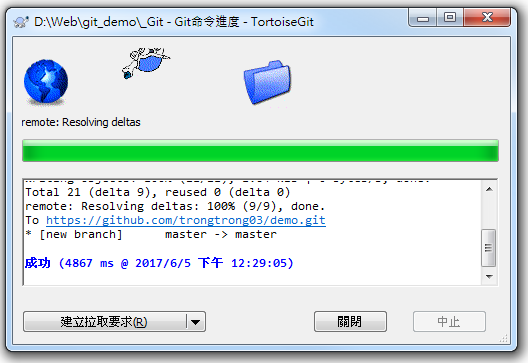 D:\Web\git_demo\_Git - Git命令進度 - TortoiseGit
remote: Resolving deltas
Total 21 (delta 9), reused 0 (delta 0)
remote: Resolving deltas: 100% (9/9), done.
To https://github.com/trongtrong03/demo.git
* [new branch]      master -> master
成功 (4867 ms @ 2017/6/5 下午 12:29:05)
建立拉取要求(R)
關閉
中止